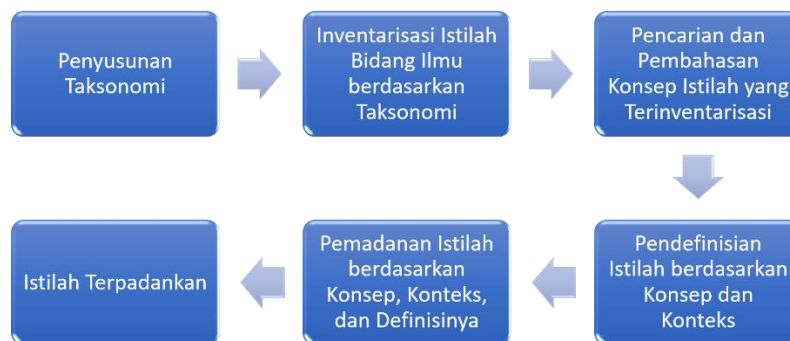 Penyusunan
Taksonomi
Inventarisasi Istilah
Bidang Ilmu
berdasarkan
Taksonomi
Pencarian dan
Pembahasan
Konsep Istilah yang
Terinventarisasi
Pendefinisian
Istilah berdasarkan
Konsep dan
Konteks
Pemadanan Istilah
berdasarkan
Konsep, Konteks,
dan Definisinya
Istilah Terpadankan